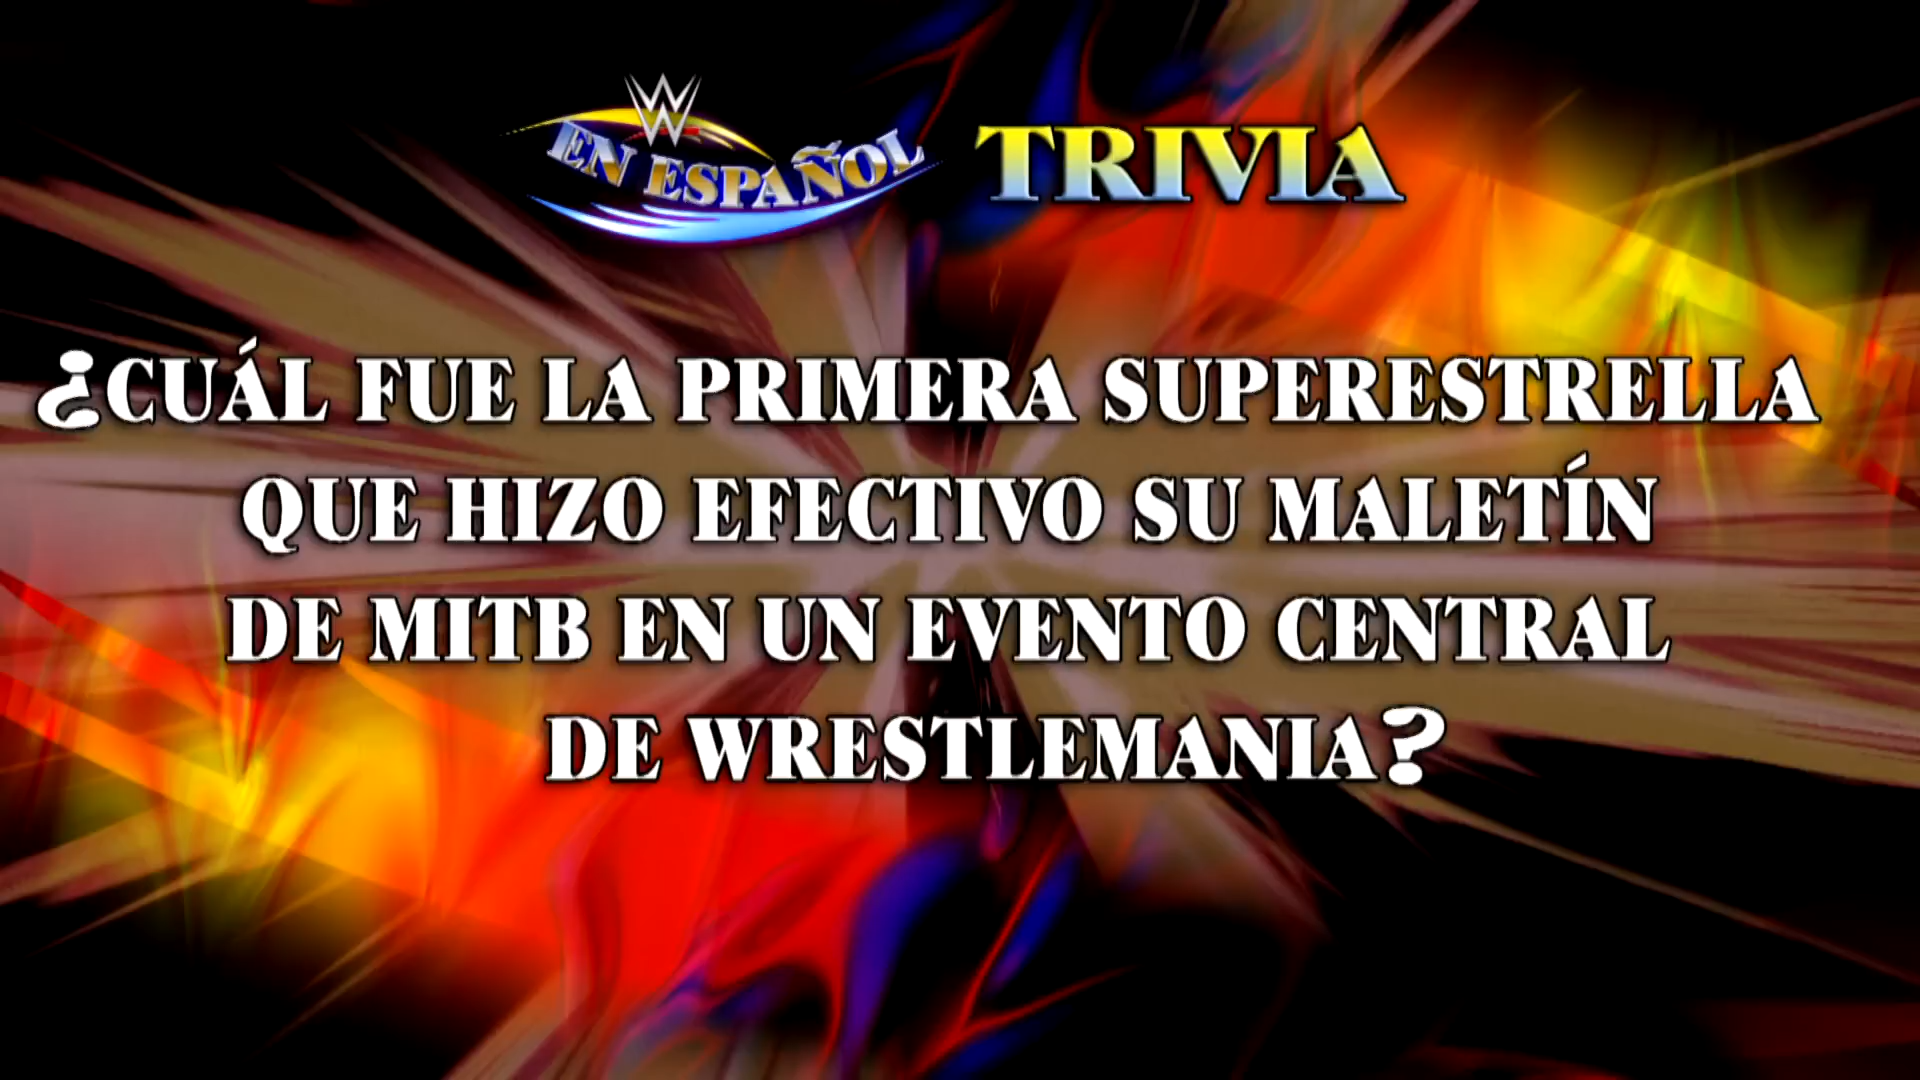 W
EN ESPAÑOL TRIVIA
¿CUÁL FUE LA PRIMERA SUPERESTRELLA
QUE HIZO EFECTIVO SU MALETÍN
DE MITB EN UN EVENTO CENTRAL
DE WRESTLEMANIA?